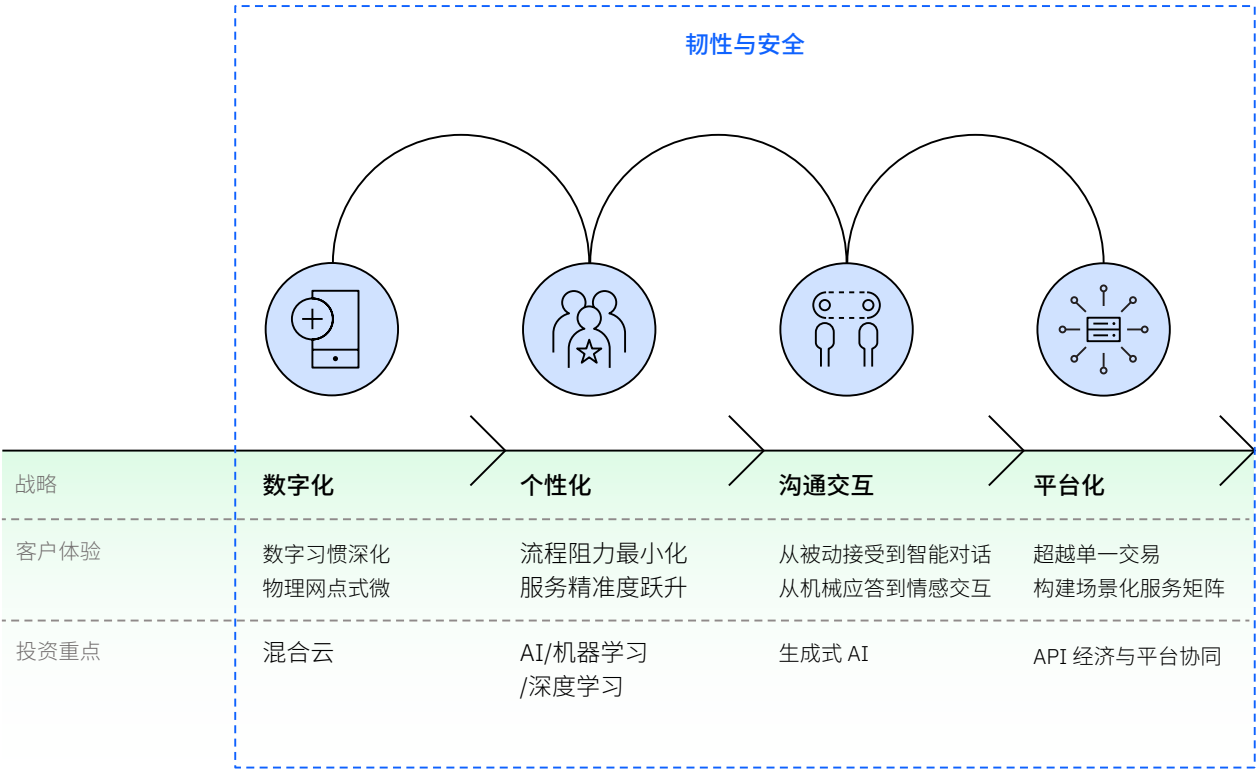 韧性与安全
战略
数字化
个性化
沟通交互
平台化
客户体验
数字习惯深化
物理网点式微
流程阻力最小化
服务精准度跃升
从被动接受到智能对话
从机械应答到情感交互
超越单一交易
构建场景化服务矩阵
投资重点
混合云
AI/机器学习
/深度学习
生成式 AI
API 经济与平台协同